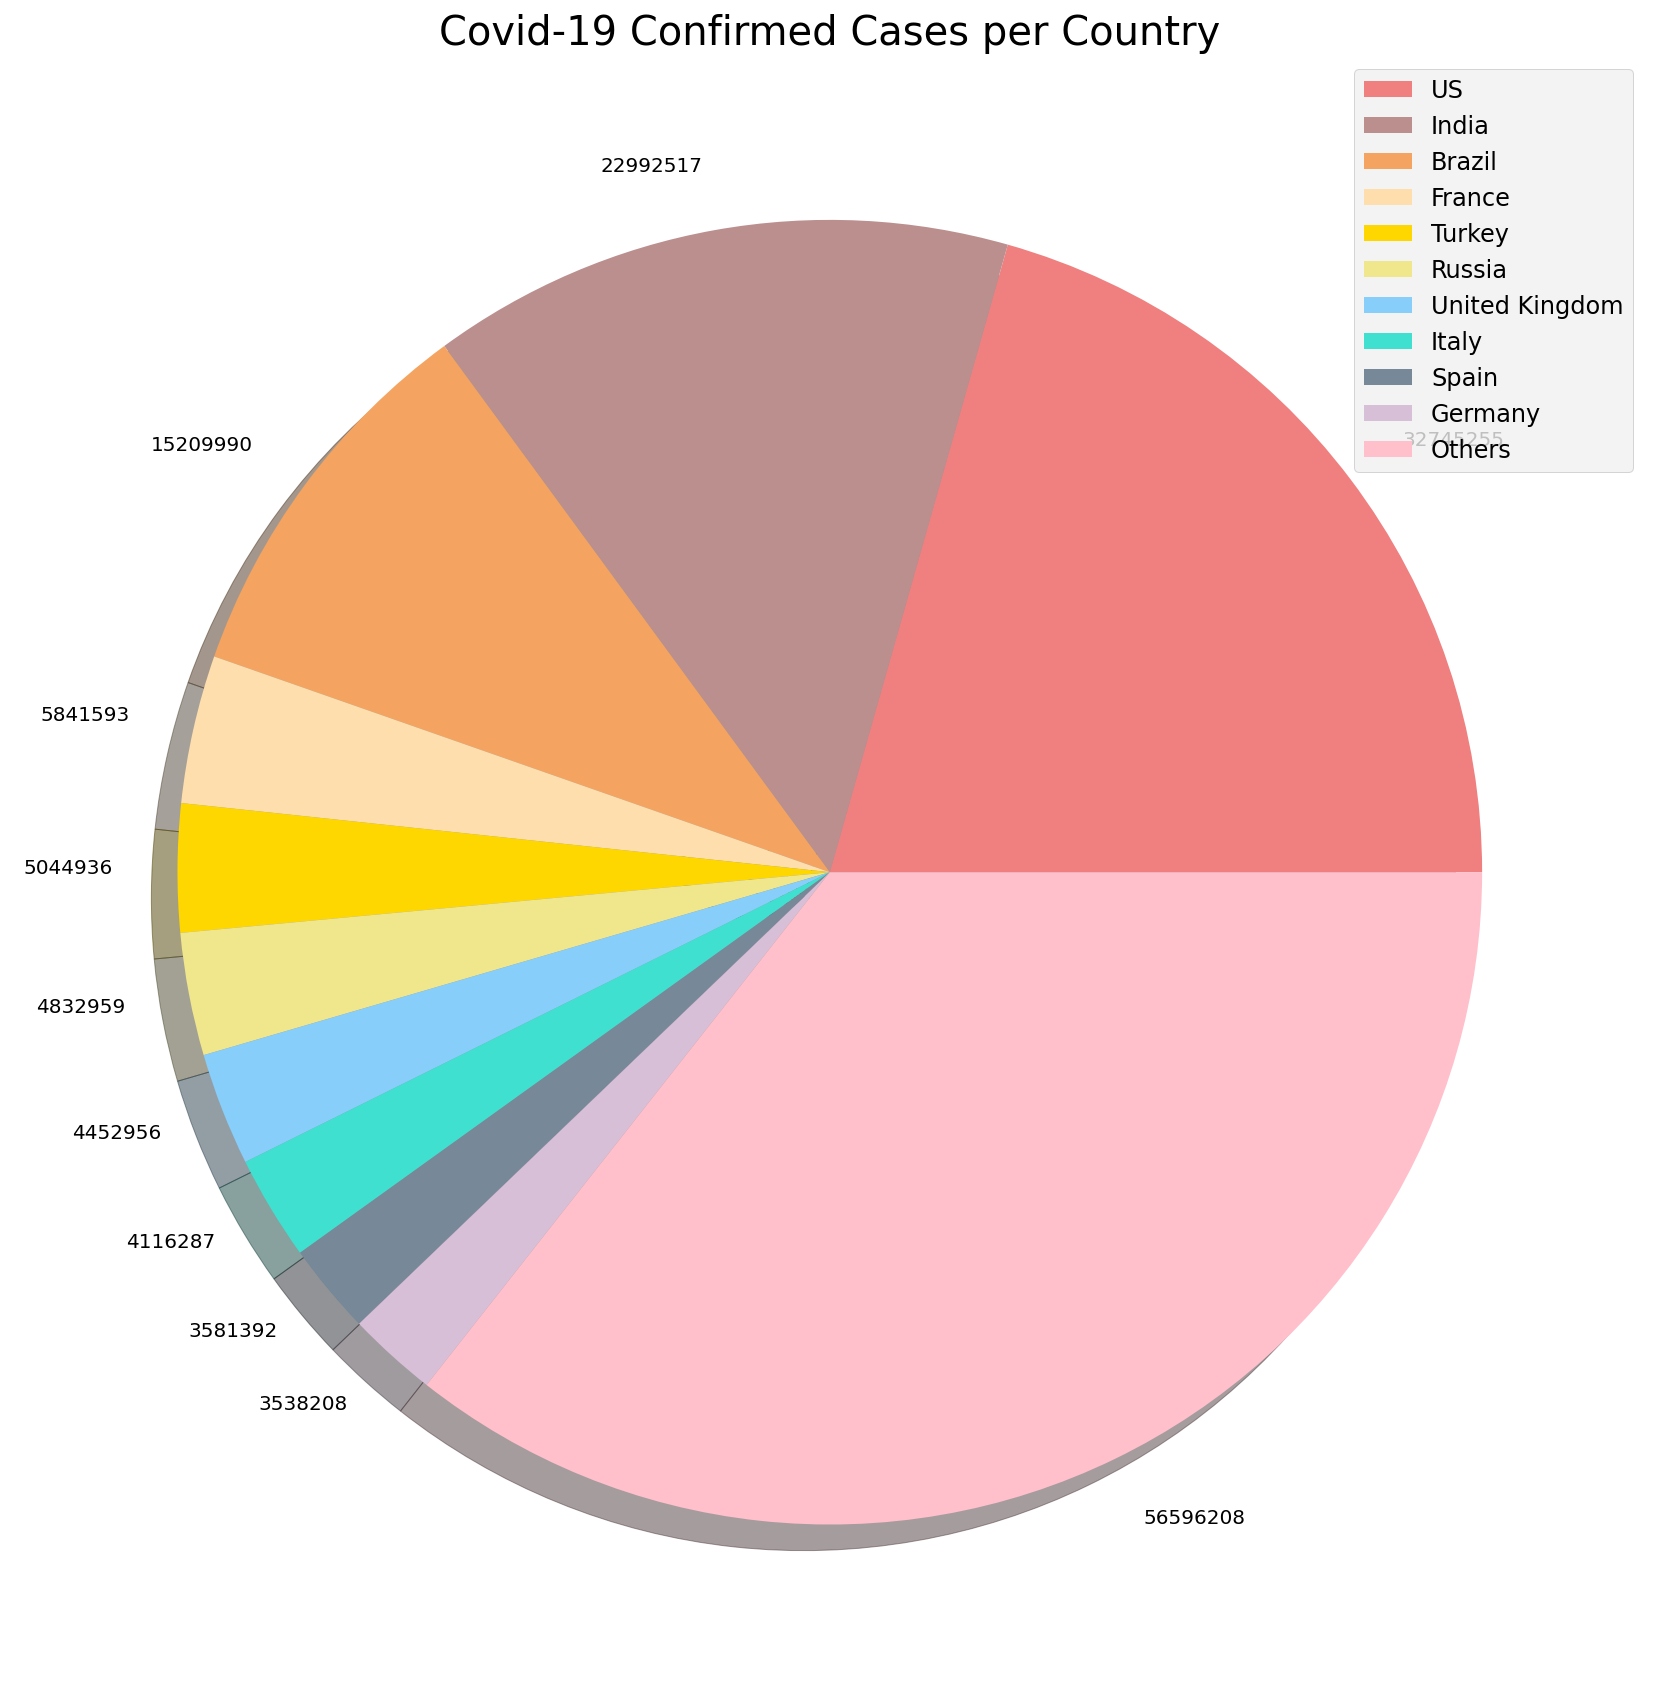 Covid-19 Confirmed Cases per Country
US
India
Brazil
France
Turkey
Russia
United Kingdom
Italy
Spain
Germany
Others
32745255
22992517
15209990
5841593
5044936
4832959
4452956
4116287
3581392
3538208
56596208